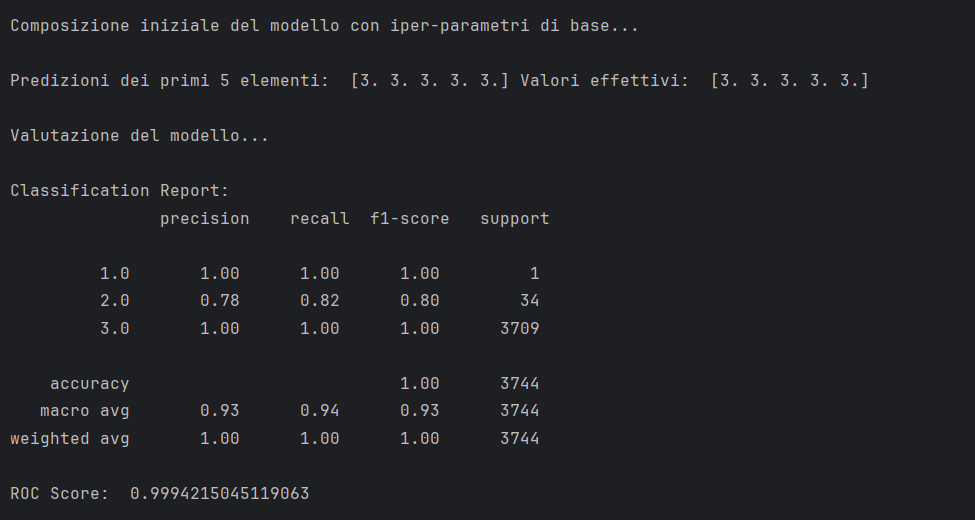 Composizione iniziale del modello con iper-parametri di base...
Predizioni dei primi 5 elementi:  [3. 3. 3. 3. 3.] Valori effettivi:  [3. 3. 3. 3. 3.]
Valutazione del modello...
Classification Report:
               precision    recall  f1-score   support
         1.0       1.00      1.00      1.00         1
         2.0       0.78      0.82      0.80        34
         3.0       1.00      1.00      1.00      3709
    accuracy                           1.00      3744
   macro avg       0.93      0.94      0.93      3744
weighted avg       1.00      1.00      1.00      3744
ROC Score:  0.9994215045119063